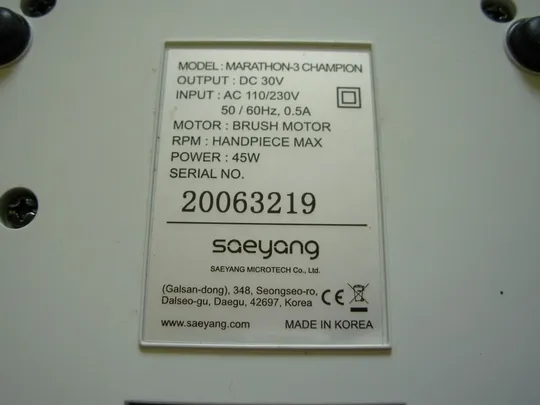 MODEL : MARATHON-3 CHAMPION
OUTPUT : DC 30V
INPUT : AC 110/230V
50 / 60Hz, 0.5A
MOTOR : BRUSH MOTOR
RPM : HANDPIECE MAX
POWER : 45W
SERIAL NO.
20063219
saeyang
SAEYANG MICROTECH Co., Ltd.
(Galsan-dong), 348, Seongseo-ro,
Dalseo-gu, Daegu, 42697, Korea
CE
www.saeyang.com MADE IN KOREA